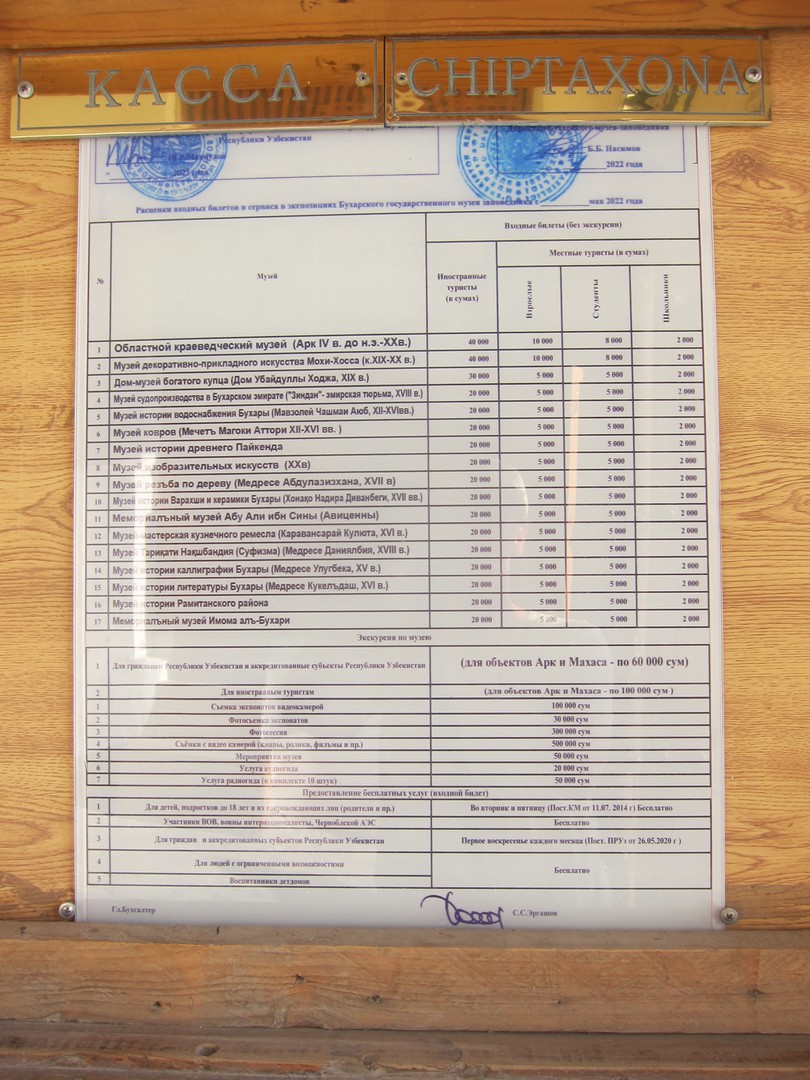 КАССА
CHIPTAXONA
Республики Узбекистан
Директор Бухарского музея-заповедника
Б.Б. Насимов
2022 года
2022 года
Расценки входных билетов и сервиса в экспозициях Бухарского государственного музея заповедника с мая 2022 года
№ Музей Входные билеты (без экскурсии)
Иностранные туристы (в сумах) Местные туристы (в сумах)
Взрослые Студенты Школьники
1 Областной краеведческий музей (Арк IV в. до н.э.-XXв.) 40 000 10 000 8 000 2 000
2 Музей декоративно-прикладного искусства Мохи-Хосса (к.XIX-XX в.) 40 000 10 000 8 000 2 000
3 Дом-музей богатого купца (Дом Убайдуллы Ходжа, XIX в.) 30 000 5 000 5 000 2 000
4 Музей судопроизводства в Бухарском эмирате ("Зиндан"- эмирская тюрьма, XVIII в.) 20 000 5 000 5 000 2 000
5 Музей истории водоснабжения Бухары (Мавзолей Чашмаи Аюб, XII-XVIвв.) 20 000 5 000 5 000 2 000
6 Музей ковров (Мечетъ Магоки Аттори XII-XVI вв. ) 20 000 5 000 5 000 2 000
7 Музей истории древнего Пайкенда 20 000 5 000 5 000 2 000
8 Музей изобразительных искусств (XXв) 20 000 5 000 5 000 2 000
9 Музей резъба по дереву (Медресе Абдулазизхана, XVII в) 20 000 5 000 5 000 2 000
10 Музей истории Варахши и керамики Бухары (Хонақо Надира Диванбеги, XVII вв.) 20 000 5 000 5 000 2 000
11 Мемориалъный музей Абу Али ибн Сины (Авиценны) 20 000 5 000 5 000 2 000
12 Музей-мастерская кузнечного ремесла (Каравансарай Кулюта, XVI в.) 20 000 5 000 5 000 2 000
13 Музей Тариқати Нақшбандия (Суфизма) (Медресе Даниялбия, XVIII в.) 20 000 5 000 5 000 2 000
14 Музей истории каллиграфии Бухары (Медресе Улугбека, XV в.) 20 000 5 000 5 000 2 000
15 Музей истории литературы Бухары (Медресе Кукелъдаш, XVI в.) 20 000 5 000 5 000 2 000
16 Музей истории Рамитанского района 20 000 5 000 5 000 2 000
17 Мемориалъный музей Имома алъ-Бухари 20 000 5 000 5 000 2 000
Экскурсия по музею
1 Для граждан Республики Узбекистан и аккредитованные субъекты Республики Узбекистан (для объектов Арк и Махаса - по 60 000 сум)
2 Для иностранным туристам (для объектов Арк и Махаса - по 100 000 сум )
1 Съемка экспонатов видеокамерой 100 000 сум
2 Фотосъемка экспонатов 30 000 сум
3 Фотосессия 300 000 сум
4 Съёмки с видео камерой (клипы, ролики, фильмы и пр.) 500 000 сум
5 Мероприятия музея 50 000 сум
6 Услуга аудиогида 20 000 сум
7 Услуга радиогида (в комплекте 10 штук) 50 000 сум
Предоставление бесплатных услуг (входной билет)
1 Для детей, подростков до 18 лет и их сопровождающих лиц (родители и пр.) Во вторник и пятницу (Пост.КМ от 11.07. 2014 г) Бесплатно
2 Участники ВОВ, воины интернационалисты, Черноблской АЭС Бесплатно
3 Для граждан и аккредитованных субъектов Республики Узбекистан Первое воскресенье каждого месяца (Пост. ПРУз от 26.05.2020 г )
4 Для людей с ограниченными возможностями Бесплатно
5 Воспитанники детдомов
Гл.Бухгалтер С.С.Эргашов